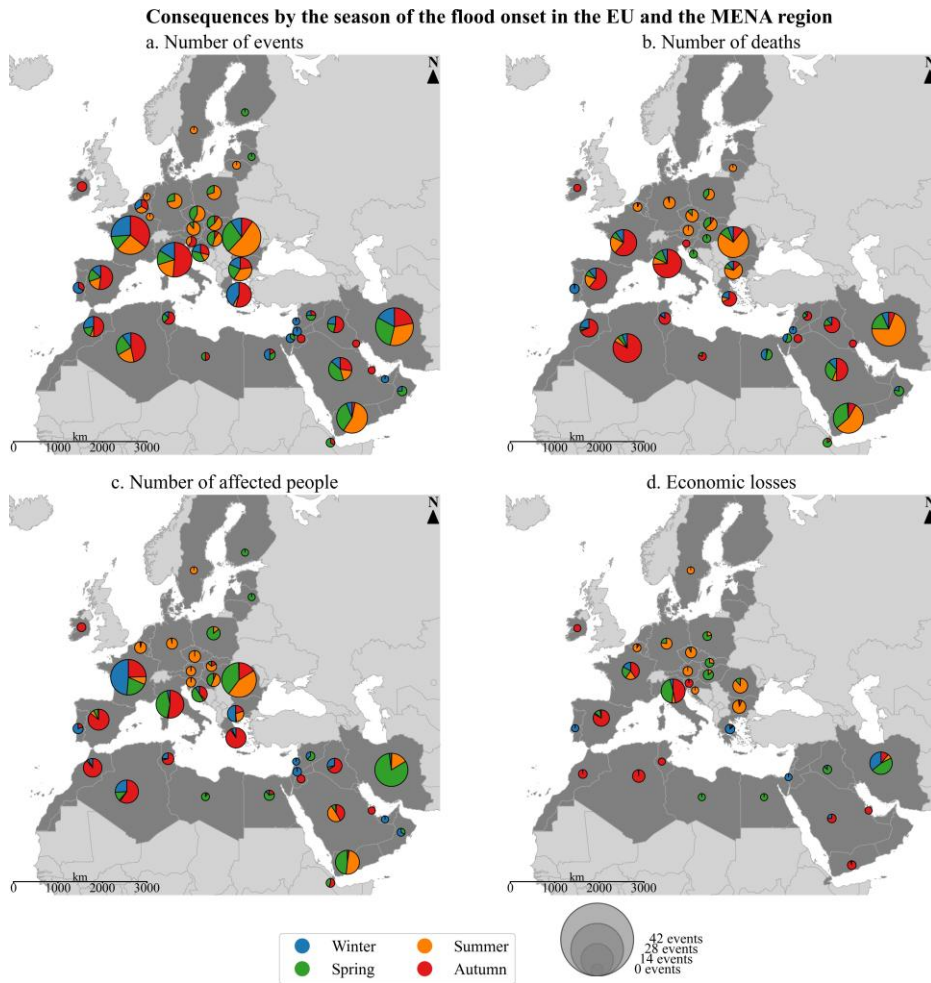 Consequences by the season of the flood onset in the EU and the MENA region
a. Number of events
b. Number of deaths
N
N
km
0 1000 2000 3000
km
0 1000 2000 3000
c. Number of affected people
d. Economic losses
N
N
km
0 1000 2000 3000
km
0 1000 2000 3000
Winter
Summer
Spring
Autumn
42 events
28 events
14 events
0 events